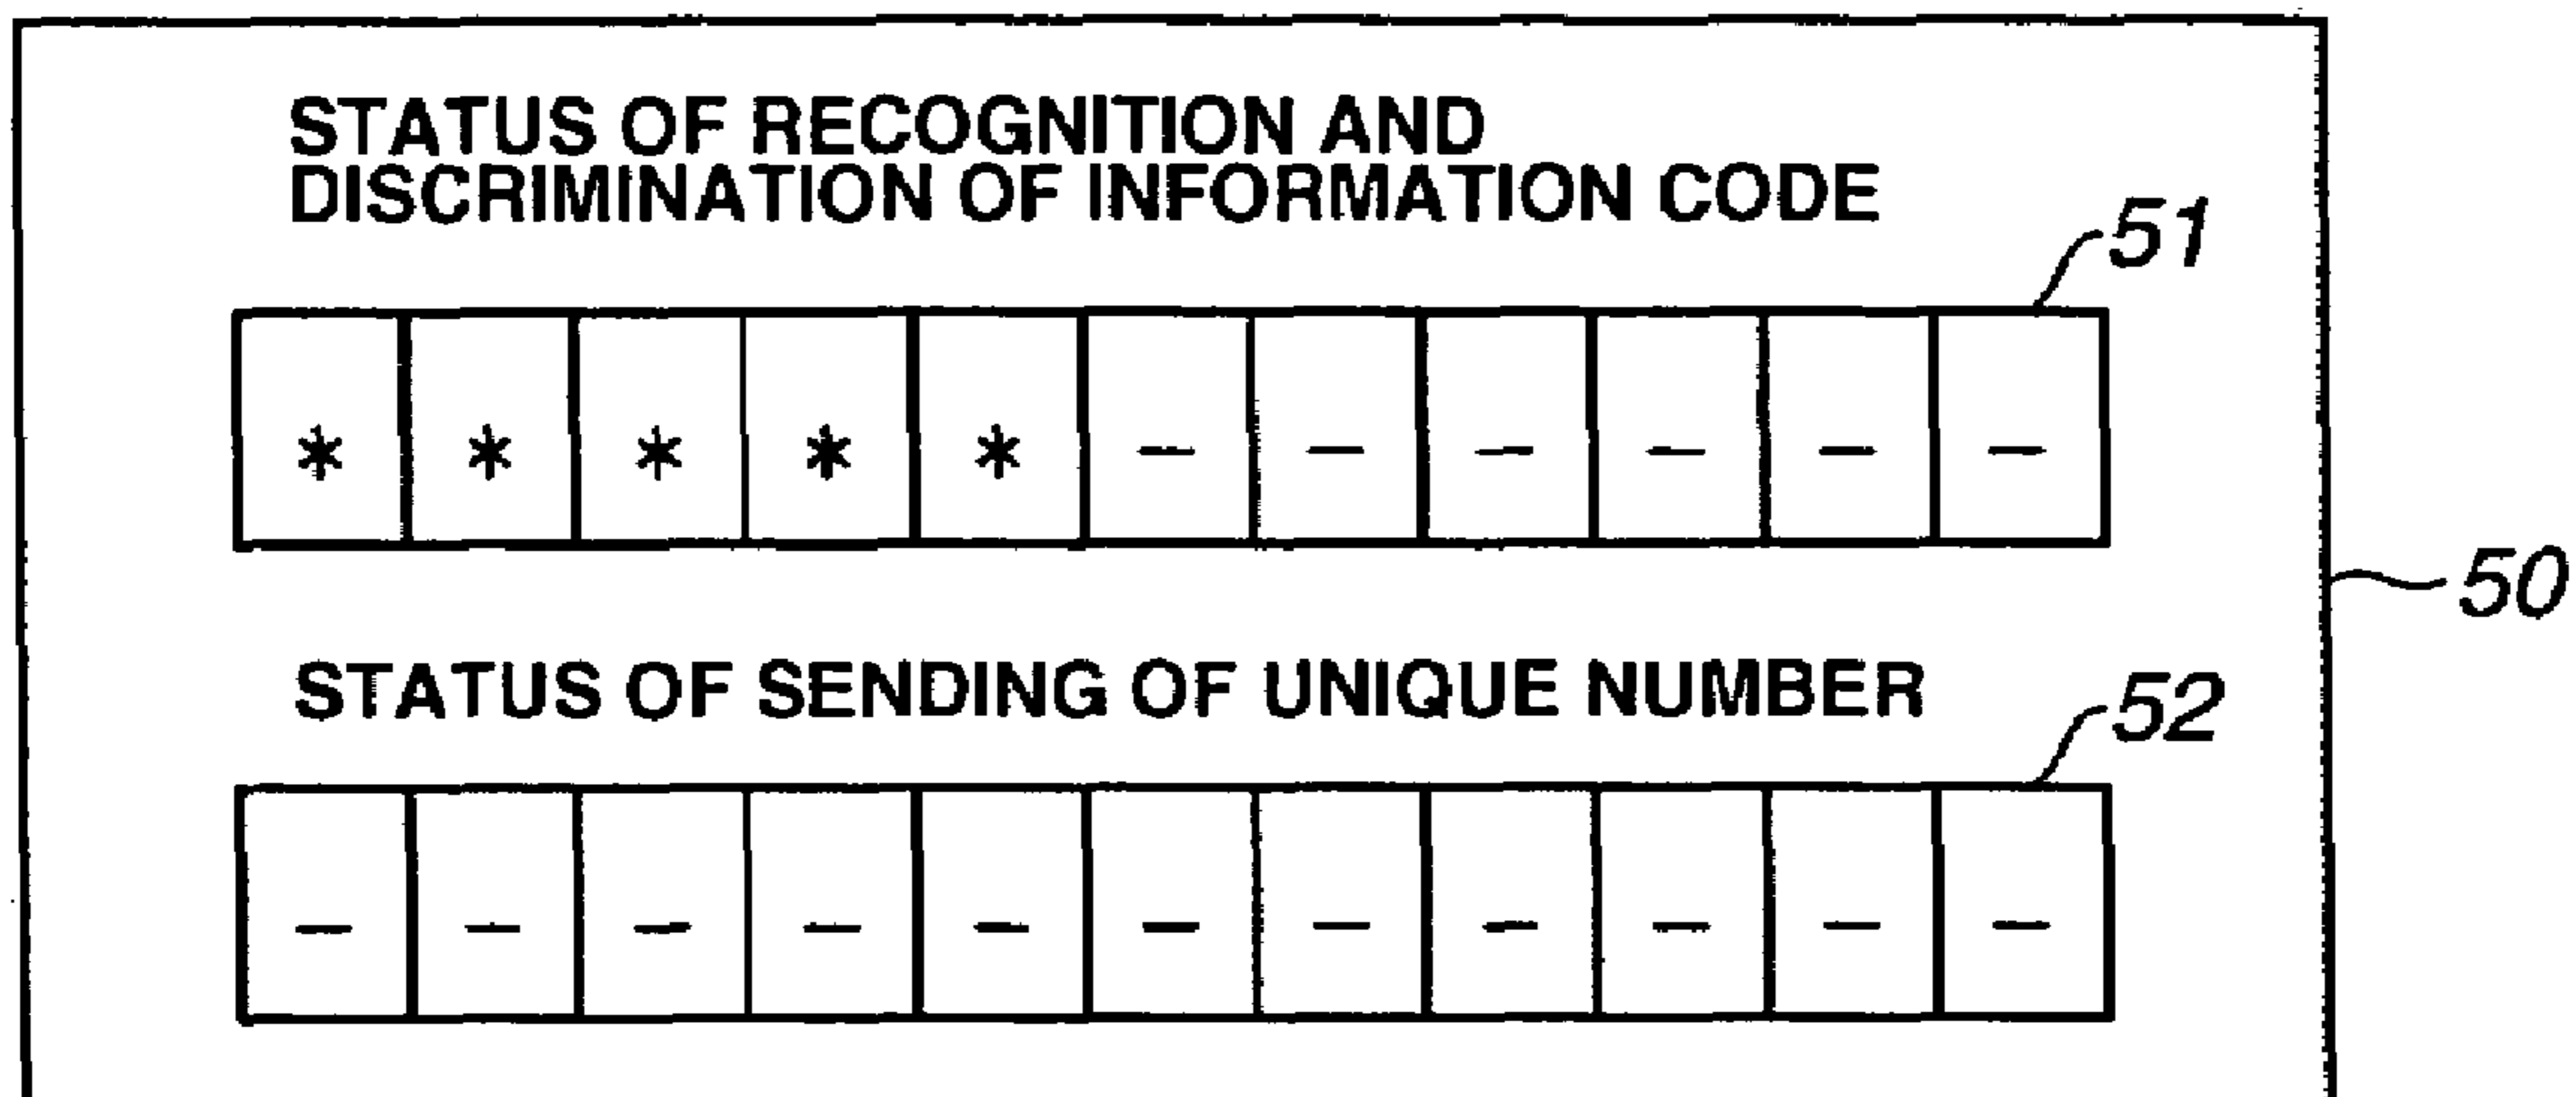 STATUS OF RECOGNITION AND
DISCRIMINATION OF INFORMATION CODE
51
* * * * * – – – – – –
50
STATUS OF SENDING OF UNIQUE NUMBER
52
– – – – – – – – – – –